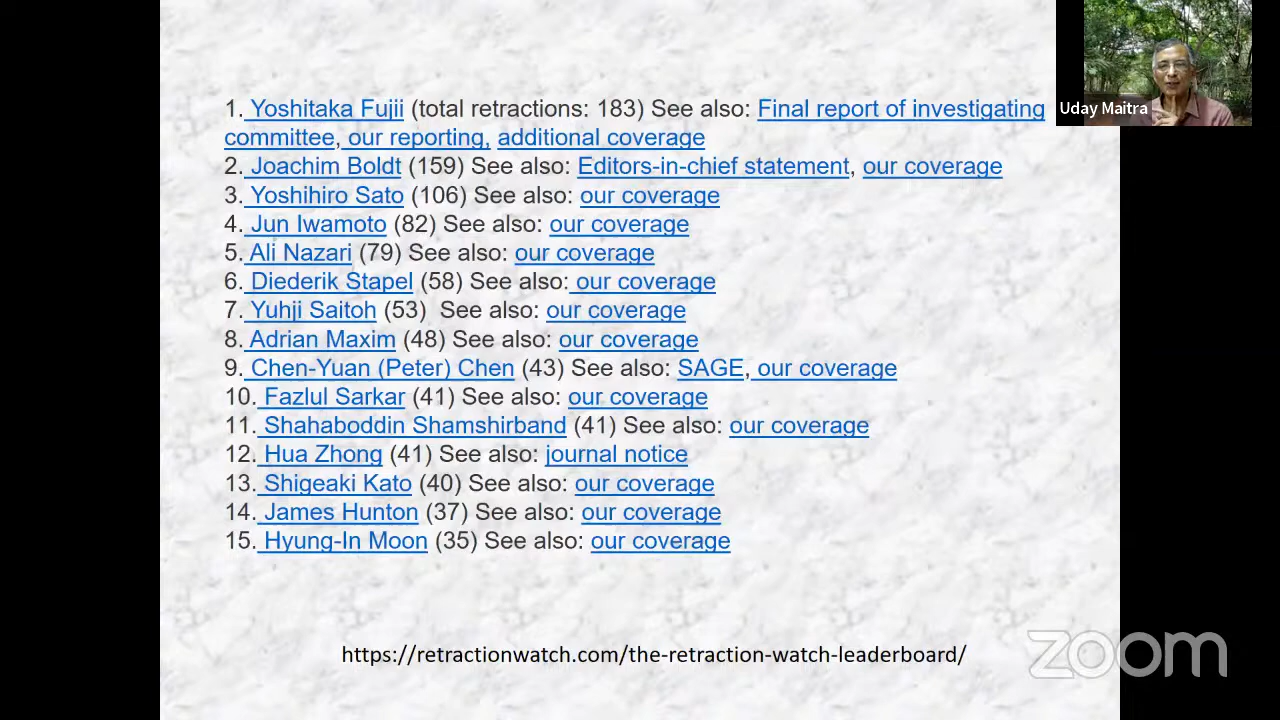 1. Yoshitaka Fujii (total retractions: 183) See also: Final report of investigating
committee, our reporting, additional coverage
2. Joachim Boldt (159) See also: Editors-in-chief statement, our coverage
3. Yoshihiro Sato (106) See also: our coverage
4. Jun Iwamoto (82) See also: our coverage
5. Ali Nazari (79) See also: our coverage
6. Diederik Stapel (58) See also: our coverage
7. Yuhji Saitoh (53)  See also: our coverage
8. Adrian Maxim (48) See also: our coverage
9. Chen-Yuan (Peter) Chen (43) See also: SAGE, our coverage
10. Fazlul Sarkar (41) See also: our coverage
11. Shahaboddin Shamshirband (41) See also: our coverage
12. Hua Zhong (41) See also: journal notice
13. Shigeaki Kato (40) See also: our coverage
14. James Hunton (37) See also: our coverage
15. Hyung-In Moon (35) See also: our coverage
https://retractionwatch.com/the-retraction-watch-leaderboard/
Uday Maitra
zoom